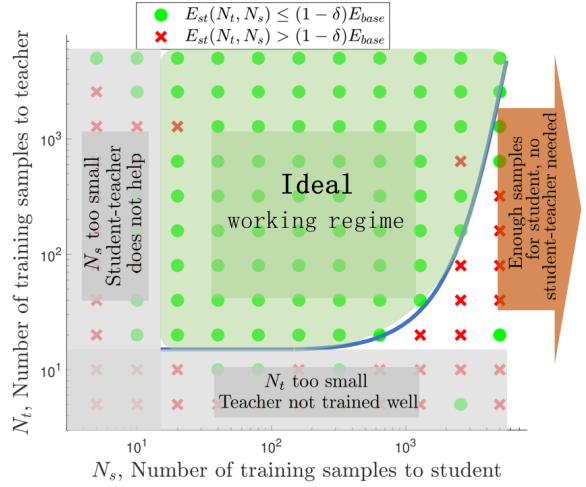 E_st(N_t, N_s) ≤ (1 − δ)E_base
E_st(N_t, N_s) > (1 − δ)E_base
N_t, Number of training samples to teacher
10^3
10^2
10^1
N_s too small
Student-teacher
does not help
Ideal
working regime
Enough samples
for student, no
student-teacher needed
N_t too small
Teacher not trained well
10^1
10^2
10^3
N_s, Number of training samples to student